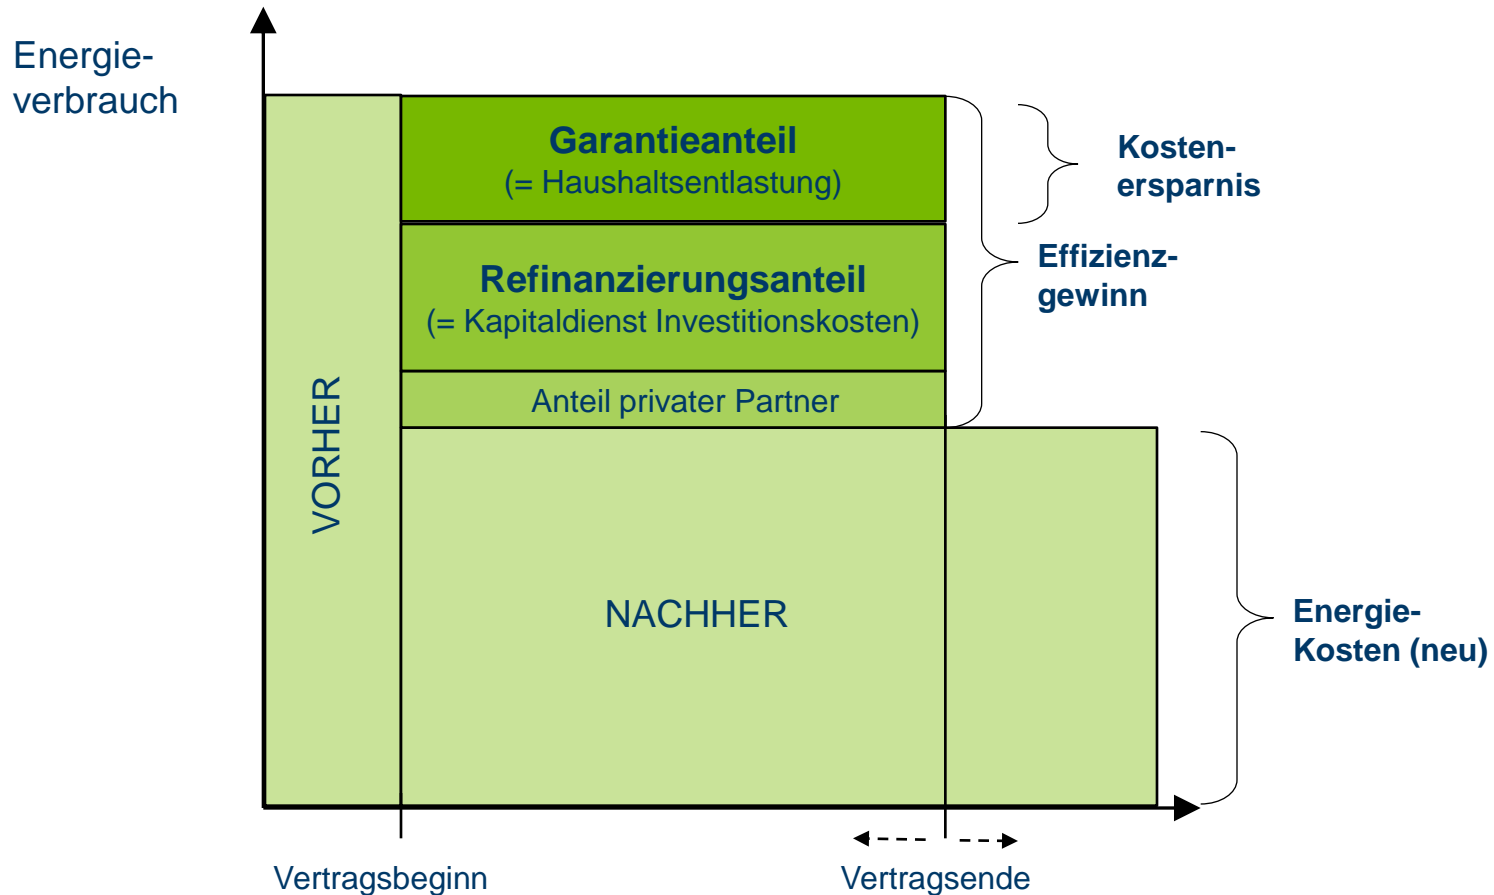 Energie-
verbrauch
Garantieanteil
(= Haushaltsentlastung)
Kosten-
ersparnis
Refinanzierungsanteil
(= Kapitaldienst Investitionskosten)
Effizienz-
gewinn
Anteil privater Partner
VORHER
NACHHER
Energie-
Kosten (neu)
Vertragsbeginn
Vertragsende